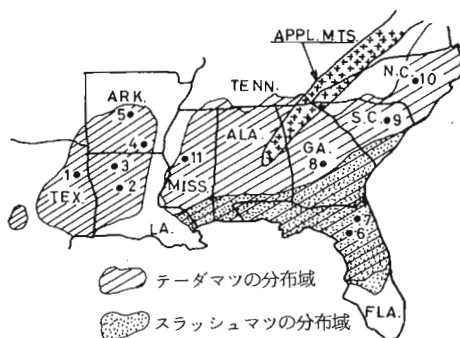 APPL. MTS.
N.C.
10
TENN.
ARK.
5
S.C.
9
ALA.
4
GA.
8
11
1
3
MISS.
TEX.
2
LA.
6
FLA.
テーダマツの分布域
スラッシュマツの分布域